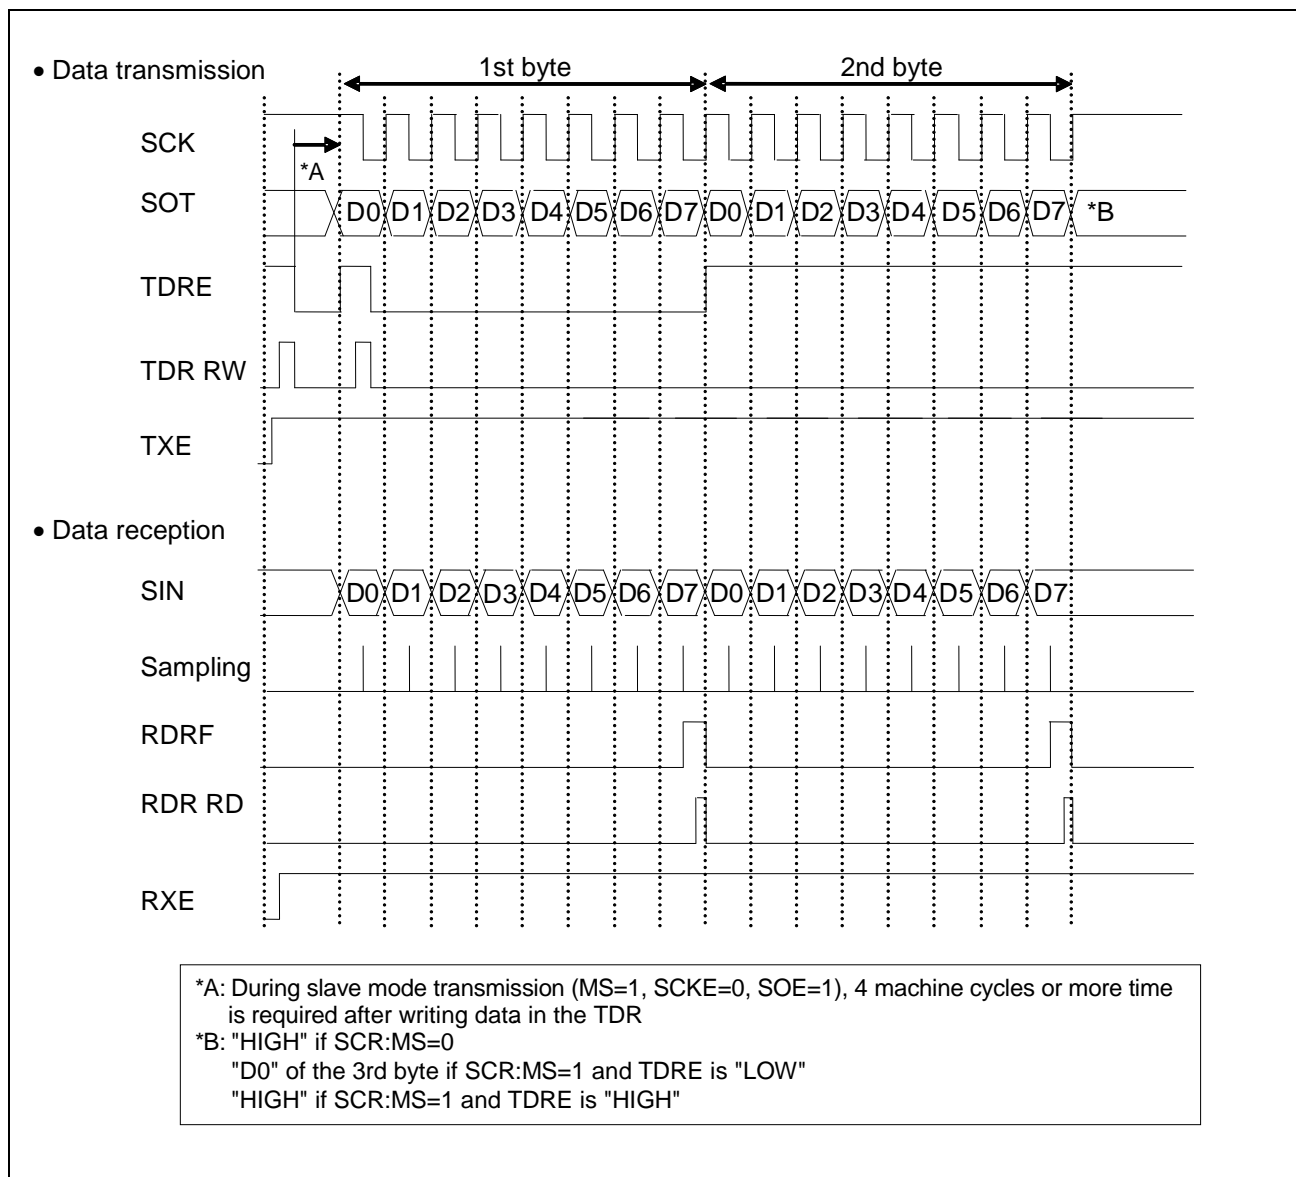 • Data transmission
1st byte
2nd byte
SCK
*A
SOT
D0 D1 D2 D3 D4 D5 D6 D7 D0 D1 D2 D3 D4 D5 D6 D7 *B
TDRE
TDR RW
TXE
• Data reception
SIN
D0 D1 D2 D3 D4 D5 D6 D7 D0 D1 D2 D3 D4 D5 D6 D7
Sampling
RDRF
RDR RD
RXE
*A: During slave mode transmission (MS=1, SCKE=0, SOE=1), 4 machine cycles or more time
is required after writing data in the TDR
*B: "HIGH" if SCR:MS=0
"D0" of the 3rd byte if SCR:MS=1 and TDRE is "LOW"
"HIGH" if SCR:MS=1 and TDRE is "HIGH"